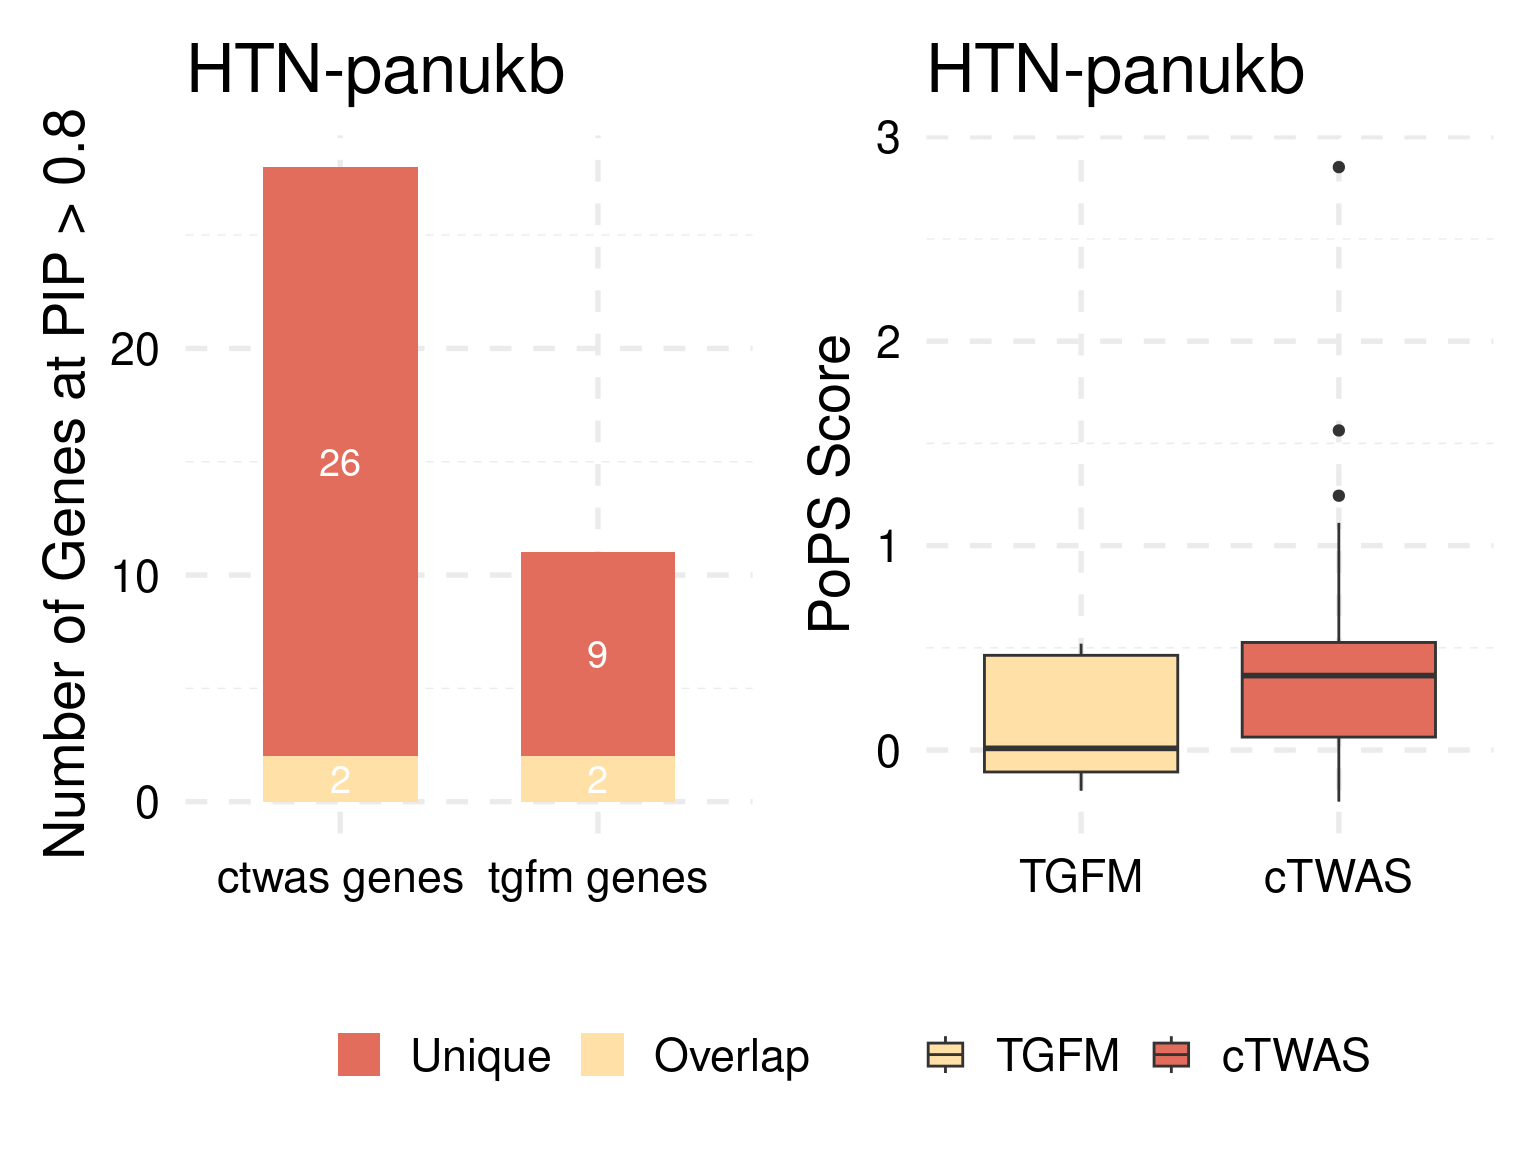 HTN-panukb
Number of Genes at PIP > 0.8
20
10
0
26
2
9
2
ctwas genes
tgfm genes
Unique
Overlap
HTN-panukb
PoPS Score
3
2
1
0
TGFM
cTWAS
TGFM
cTWAS